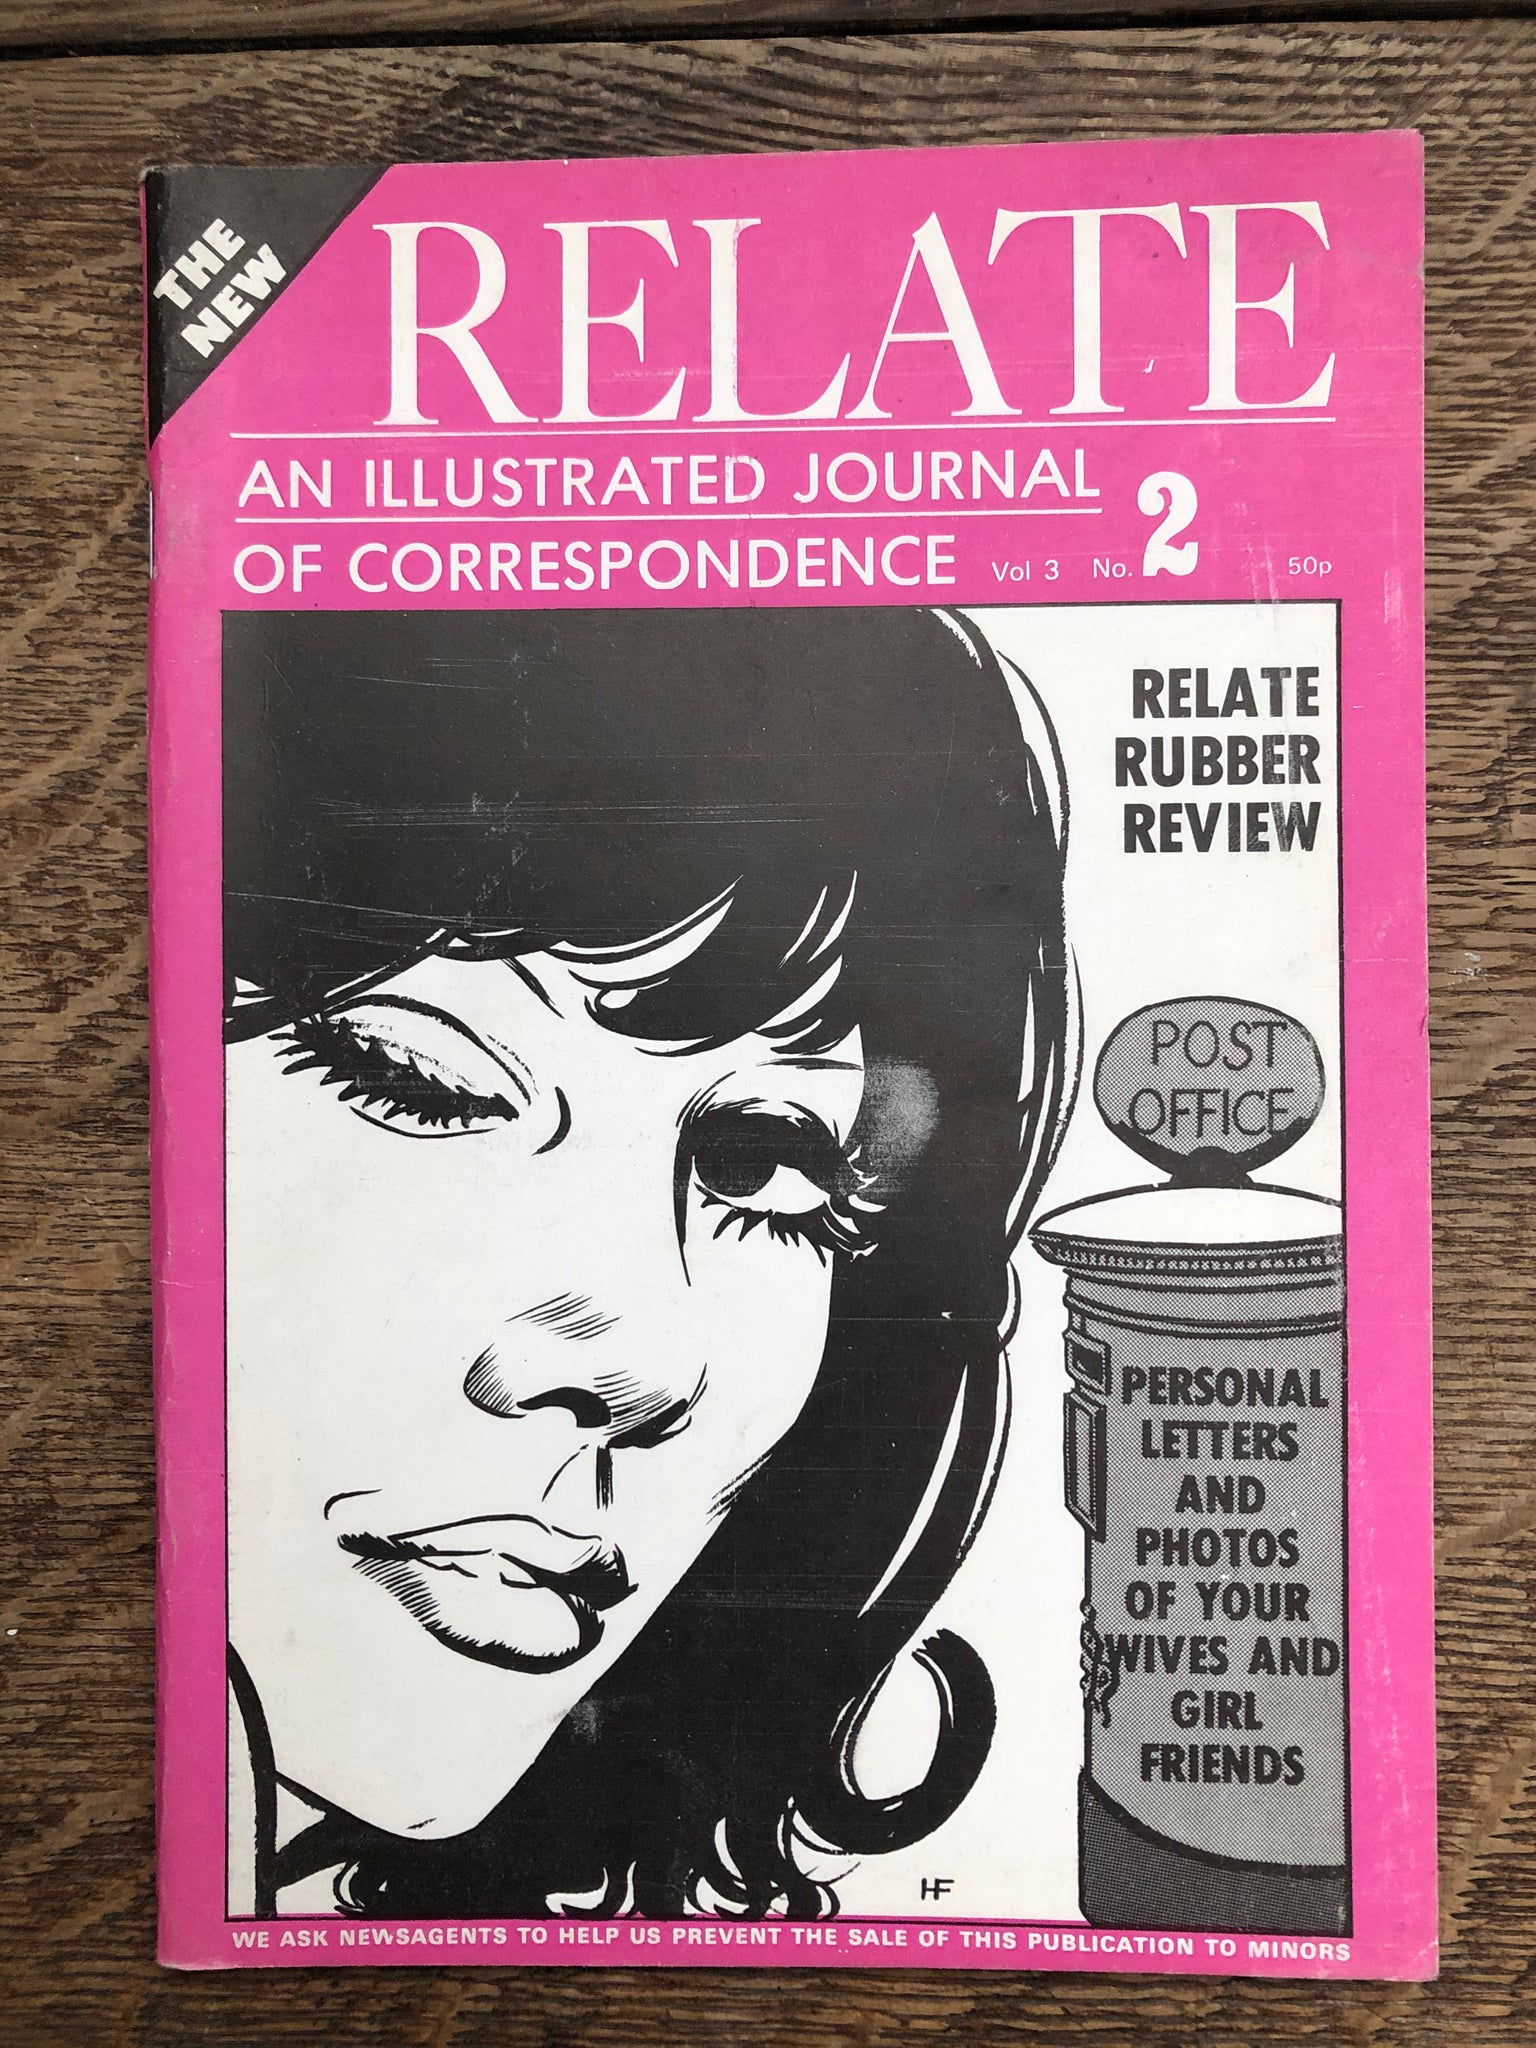 THE
NEW
RELATE
AN ILLUSTRATED JOURNAL
OF CORRESPONDENCE Vol 3 No. 2 50p
RELATE
RUBBER
REVIEW
POST
OFFICE
PERSONAL
LETTERS
AND
PHOTOS
OF YOUR
WIVES AND
GIRL
FRIENDS
HF
WE ASK NEWSAGENTS TO HELP US PREVENT THE SALE OF THIS PUBLICATION TO MINORS